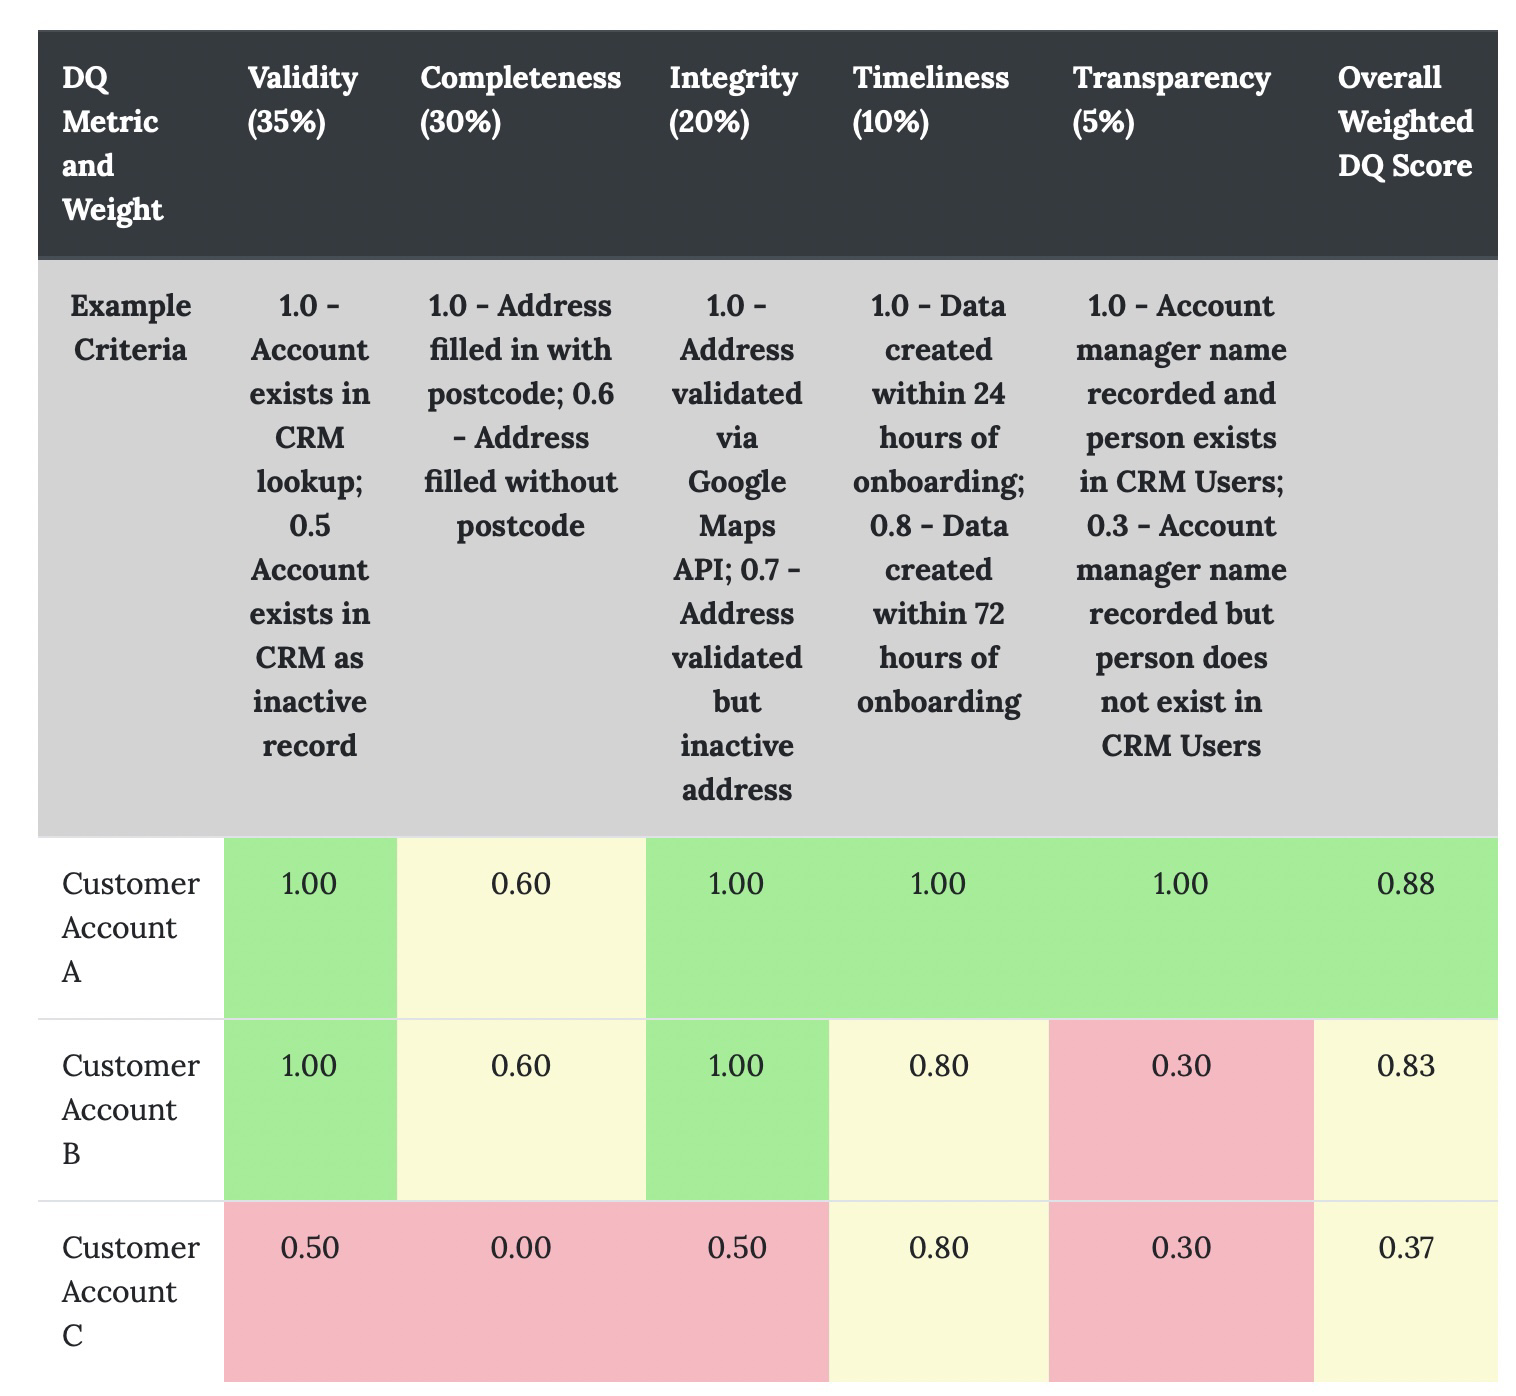 DQ
Metric
and
Weight
Validity
(35%)
Completeness
(30%)
Integrity
(20%)
Timeliness
(10%)
Transparency
(5%)
Overall
Weighted
DQ Score
Example
Criteria
1.0 -
Account
exists in
CRM
lookup;
0.5
Account
exists in
CRM as
inactive
record
1.0 - Address
filled in with
postcode; 0.6
- Address
filled without
postcode
1.0 -
Address
validated
via
Google
Maps
API; 0.7 -
Address
validated
but
inactive
address
1.0 - Data
created
within 24
hours of
onboarding;
0.8 - Data
created
within 72
hours of
onboarding
1.0 - Account
manager name
recorded and
person exists
in CRM Users;
0.3 - Account
manager name
recorded but
person does
not exist in
CRM Users
Customer
Account
A
1.00
0.60
1.00
1.00
1.00
0.88
Customer
Account
B
1.00
0.60
1.00
0.80
0.30
0.83
Customer
Account
C
0.50
0.00
0.50
0.80
0.30
0.37